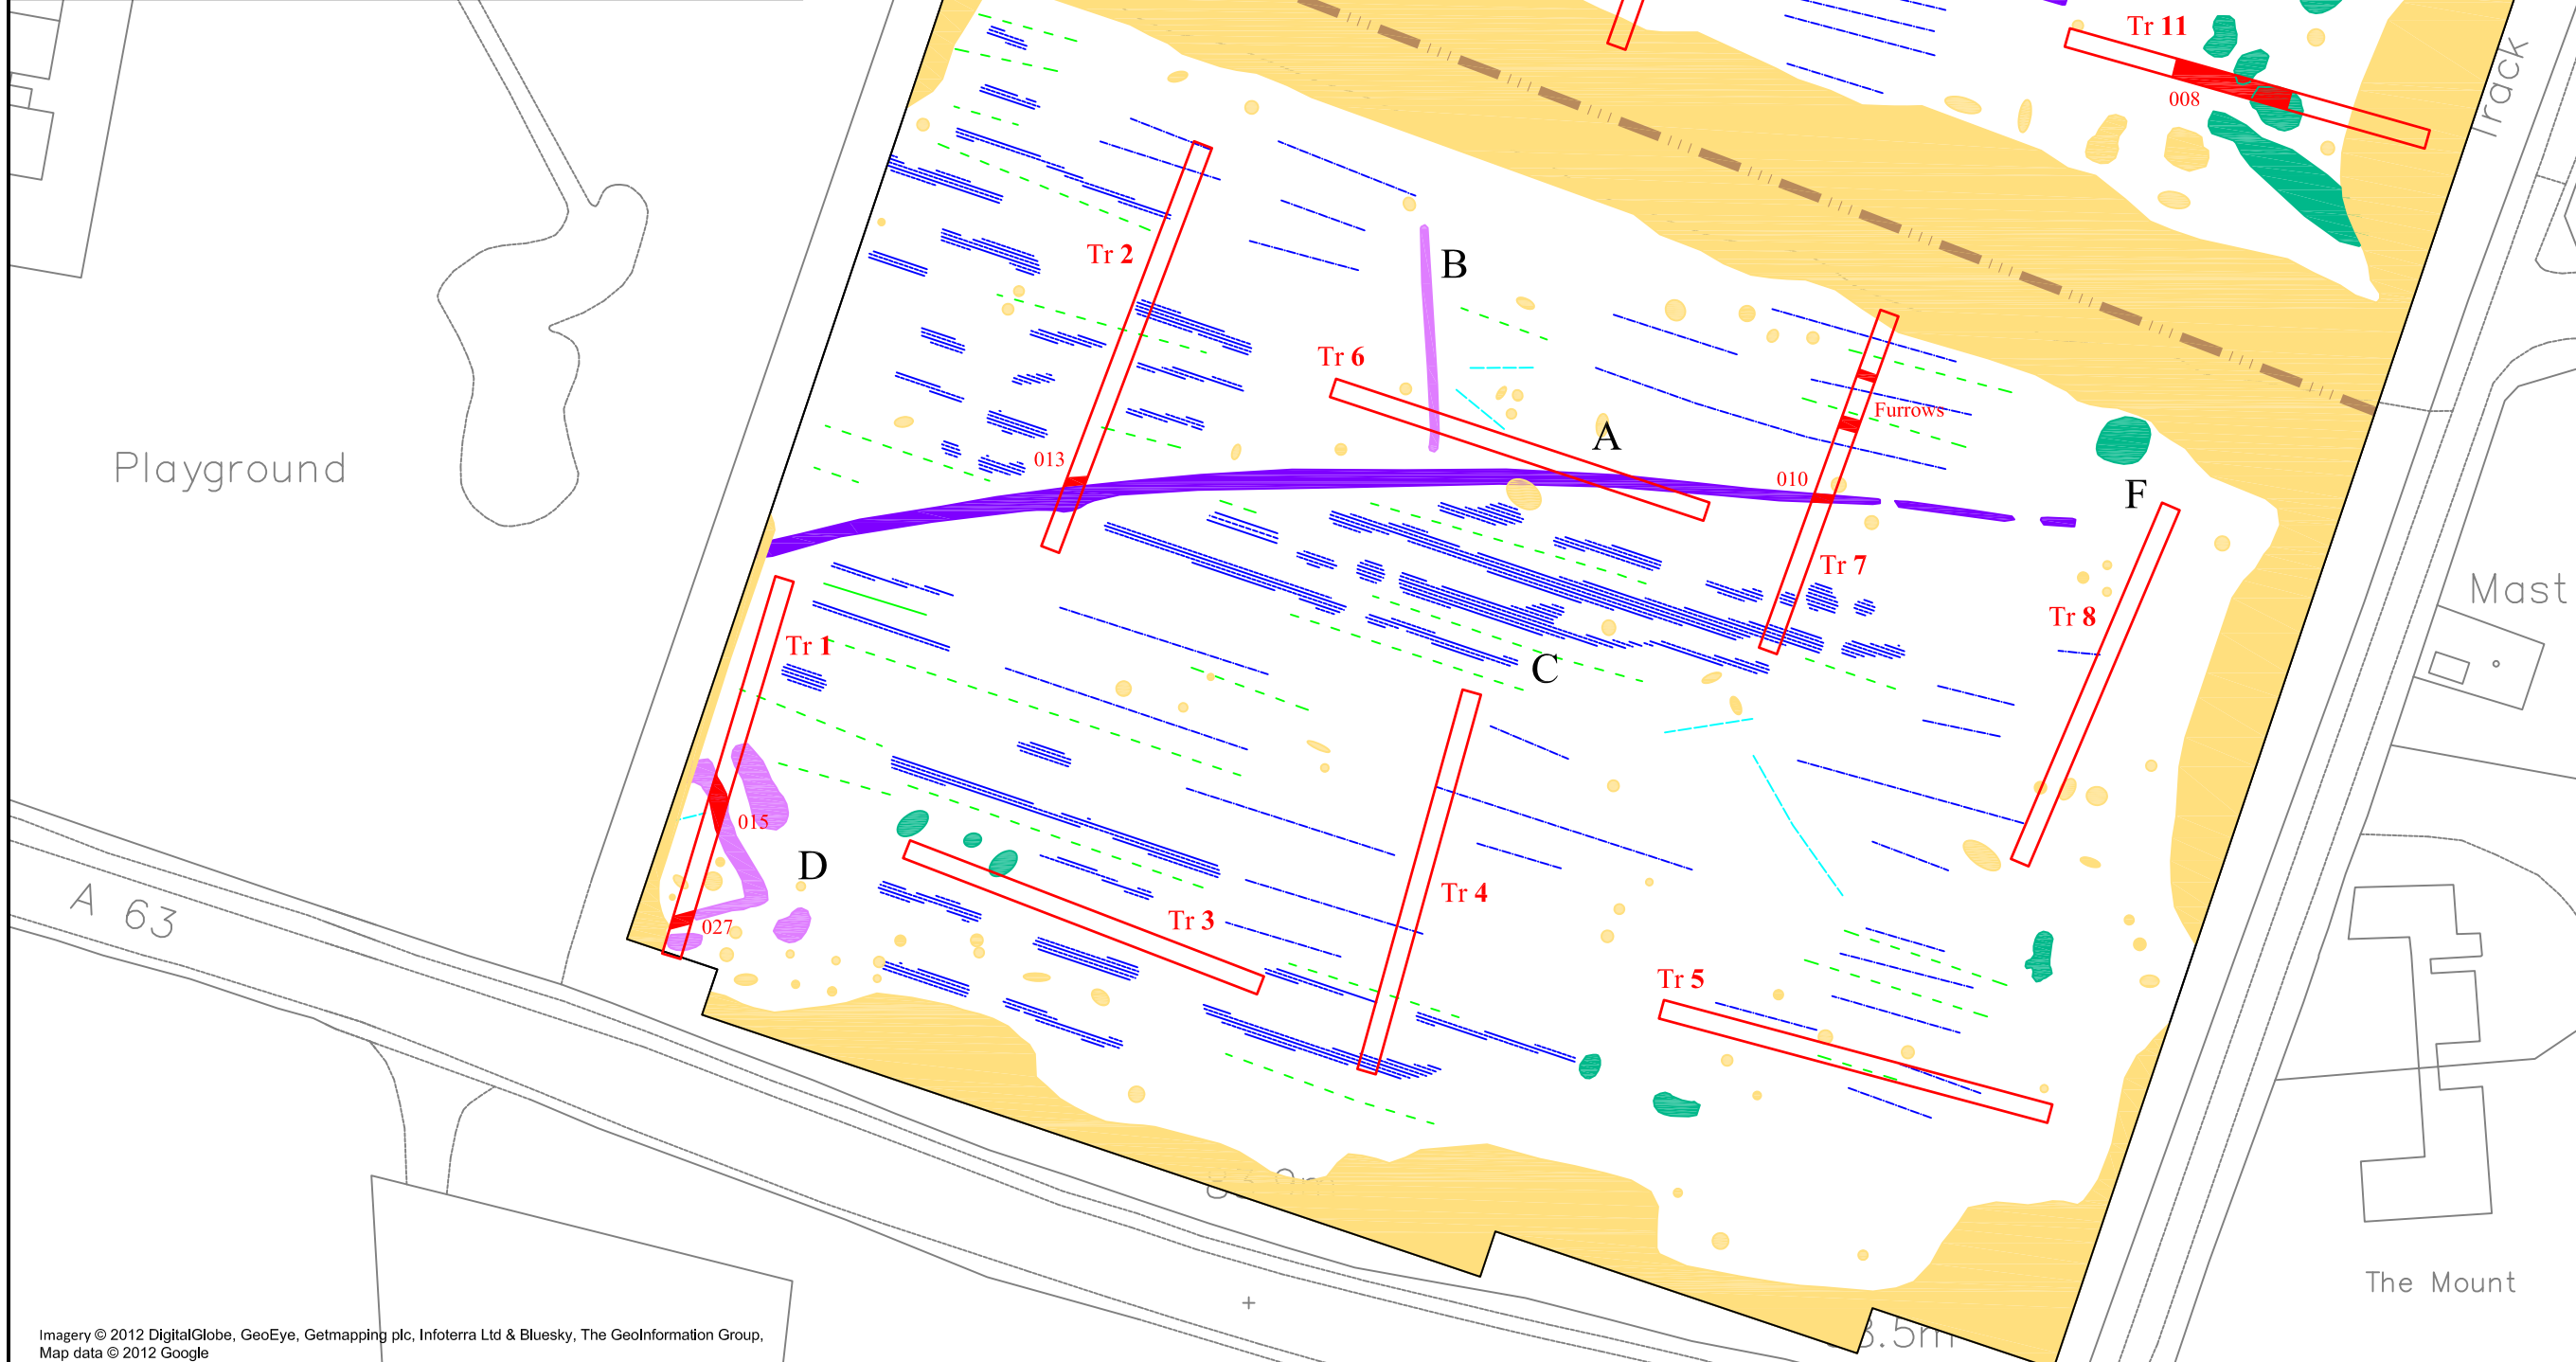 Tr 11
008
Track
Tr 2
B
Tr 6
Furrows
A
013
010
F
Playground
Tr 7
Mast
Tr 8
Tr 1
C
015
D
A 63
Tr 4
Tr 3
027
Tr 5
The Mount
Imagery © 2012 DigitalGlobe, GeoEye, Getmapping plc, Infoterra Ltd & Bluesky, The GeoInformation Group,
Map data © 2012 Google